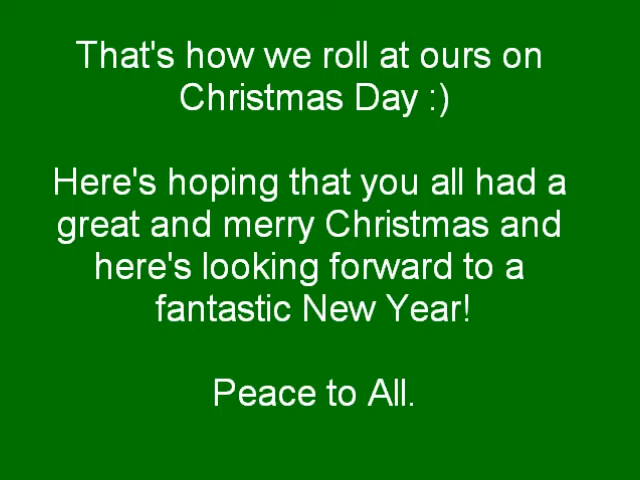 That's how we roll at ours on
Christmas Day :)
Here's hoping that you all had a
great and merry Christmas and
here's looking forward to a
fantastic New Year!
Peace to All.